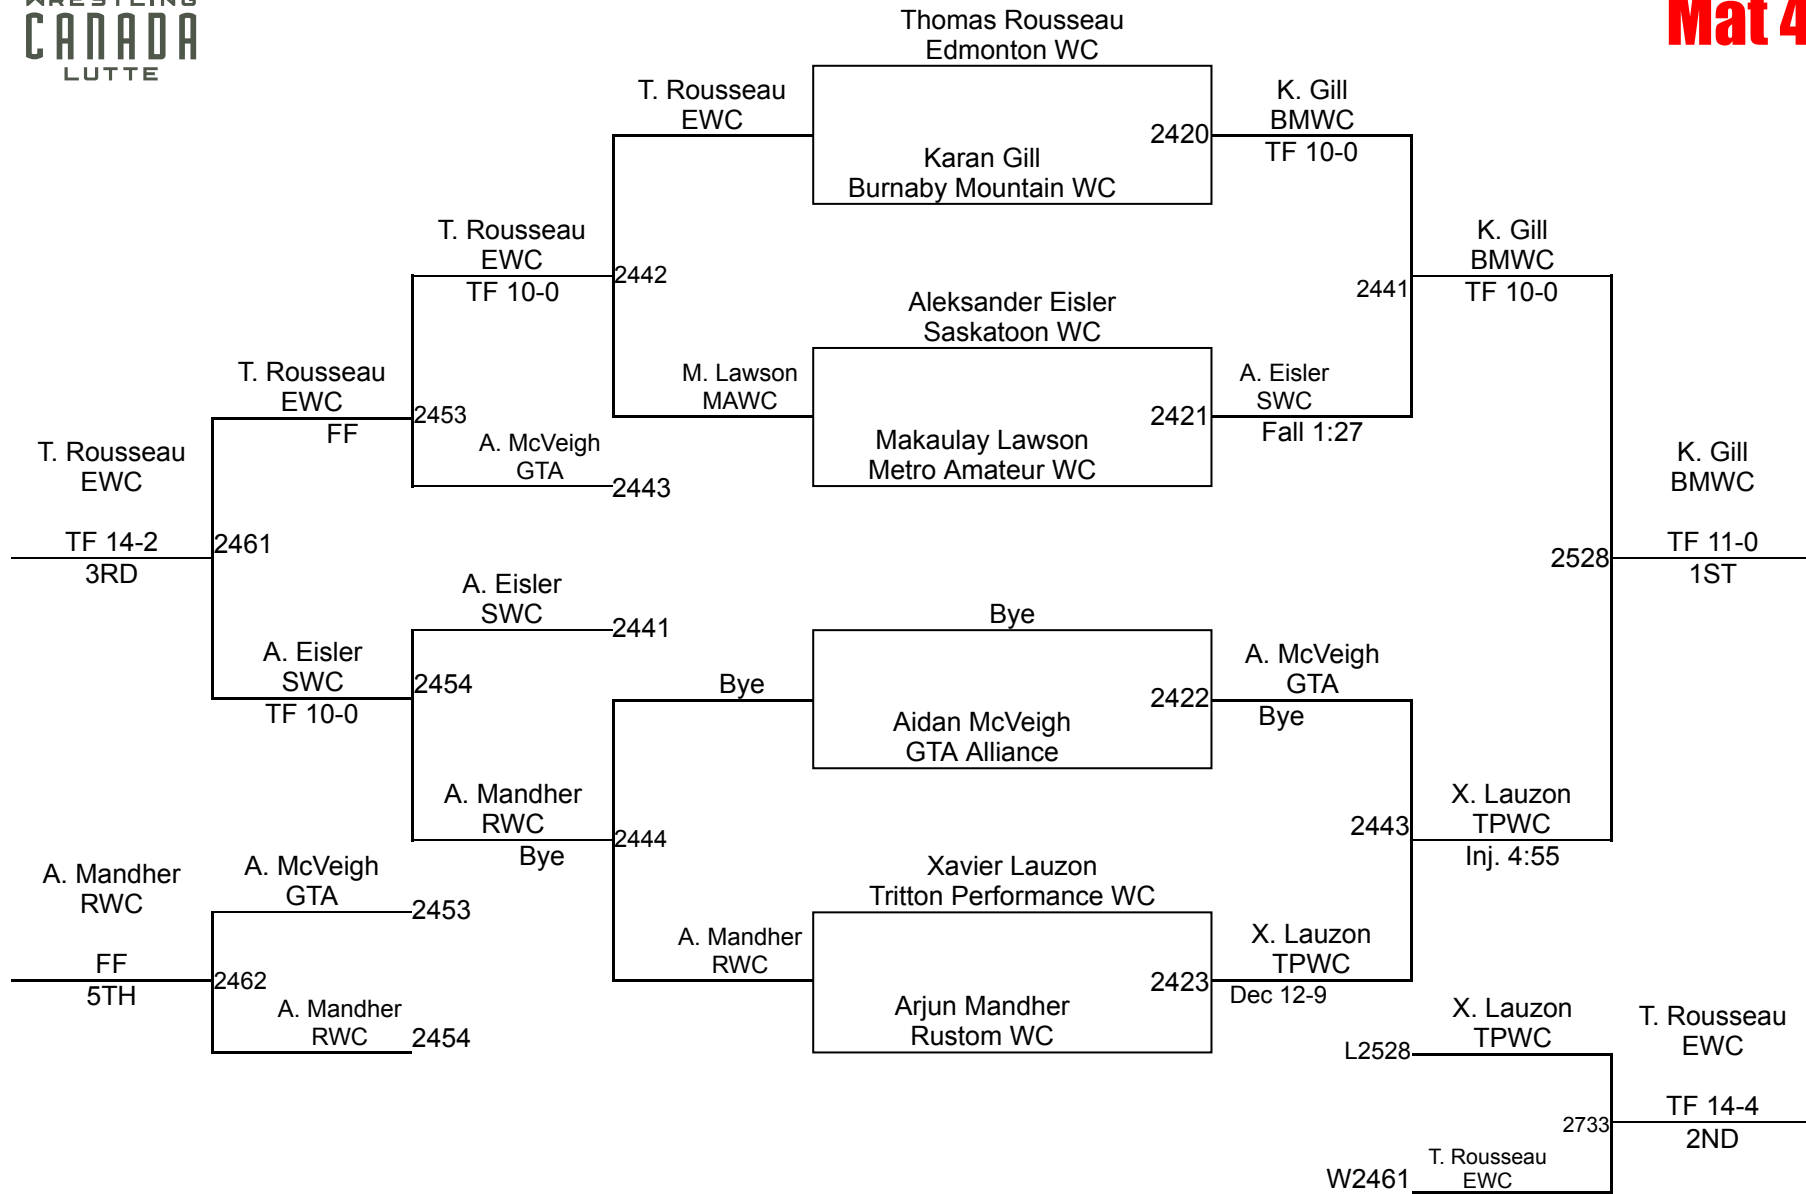 WRESTLING
CANADA
LUTTE
Mat 4
Thomas Rousseau
Edmonton WC
T. Rousseau
EWC
K. Gill
BMWC
2420
TF 10-0
Karan Gill
Burnaby Mountain WC
T. Rousseau
EWC
TF 10-0
2442
K. Gill
BMWC
TF 10-0
2441
Aleksander Eisler
Saskatoon WC
T. Rousseau
EWC
FF
2453
M. Lawson
MAWC
A. Eisler
SWC
2421
Fall 1:27
A. McVeigh
GTA
2443
Makaulay Lawson
Metro Amateur WC
T. Rousseau
EWC
TF 14-2
3RD
2461
K. Gill
BMWC
2528
TF 11-0
1ST
A. Eisler
SWC
2441
Bye
A. Eisler
SWC
TF 10-0
2454
Bye
A. McVeigh
GTA
2422
Bye
Aidan McVeigh
GTA Alliance
A. Mandher
RWC
Bye
2444
X. Lauzon
TPWC
2443
Inj. 4:55
Xavier Lauzon
Tritton Performance WC
A. Mandher
RWC
A. McVeigh
GTA
2453
FF
5TH
2462
A. Mandher
RWC
2454
A. Mandher
RWC
X. Lauzon
TPWC
2423
Dec 12-9
Arjun Mandher
Rustom WC
X. Lauzon
TPWC
L2528
T. Rousseau
EWC
2733
TF 14-4
2ND
T. Rousseau
EWC
W2461